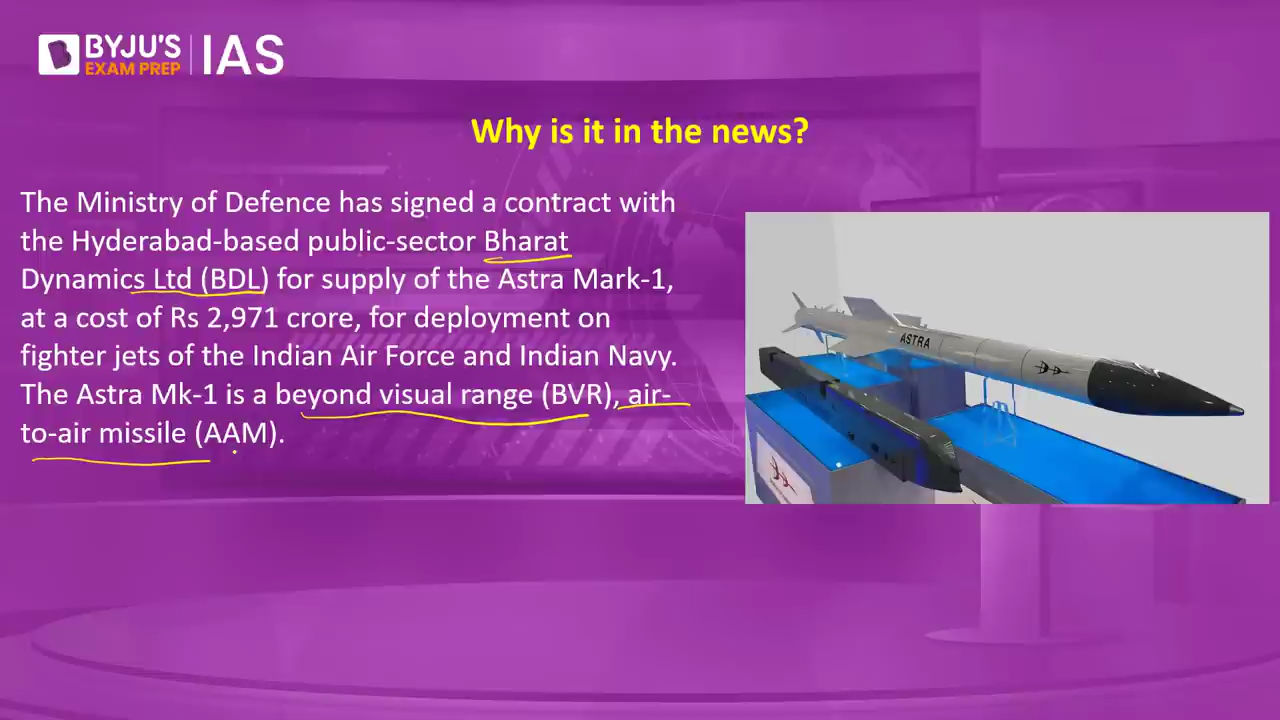 BYJU'S
EXAM PREP
IAS
Why is it in the news?
The Ministry of Defence has signed a contract with
the Hyderabad-based public-sector Bharat
Dynamics Ltd (BDL) for supply of the Astra Mark-1,
at a cost of Rs 2,971 crore, for deployment on
fighter jets of the Indian Air Force and Indian Navy.
The Astra Mk-1 is a beyond visual range (BVR), air-
to-air missile (AAM).
ASTRA